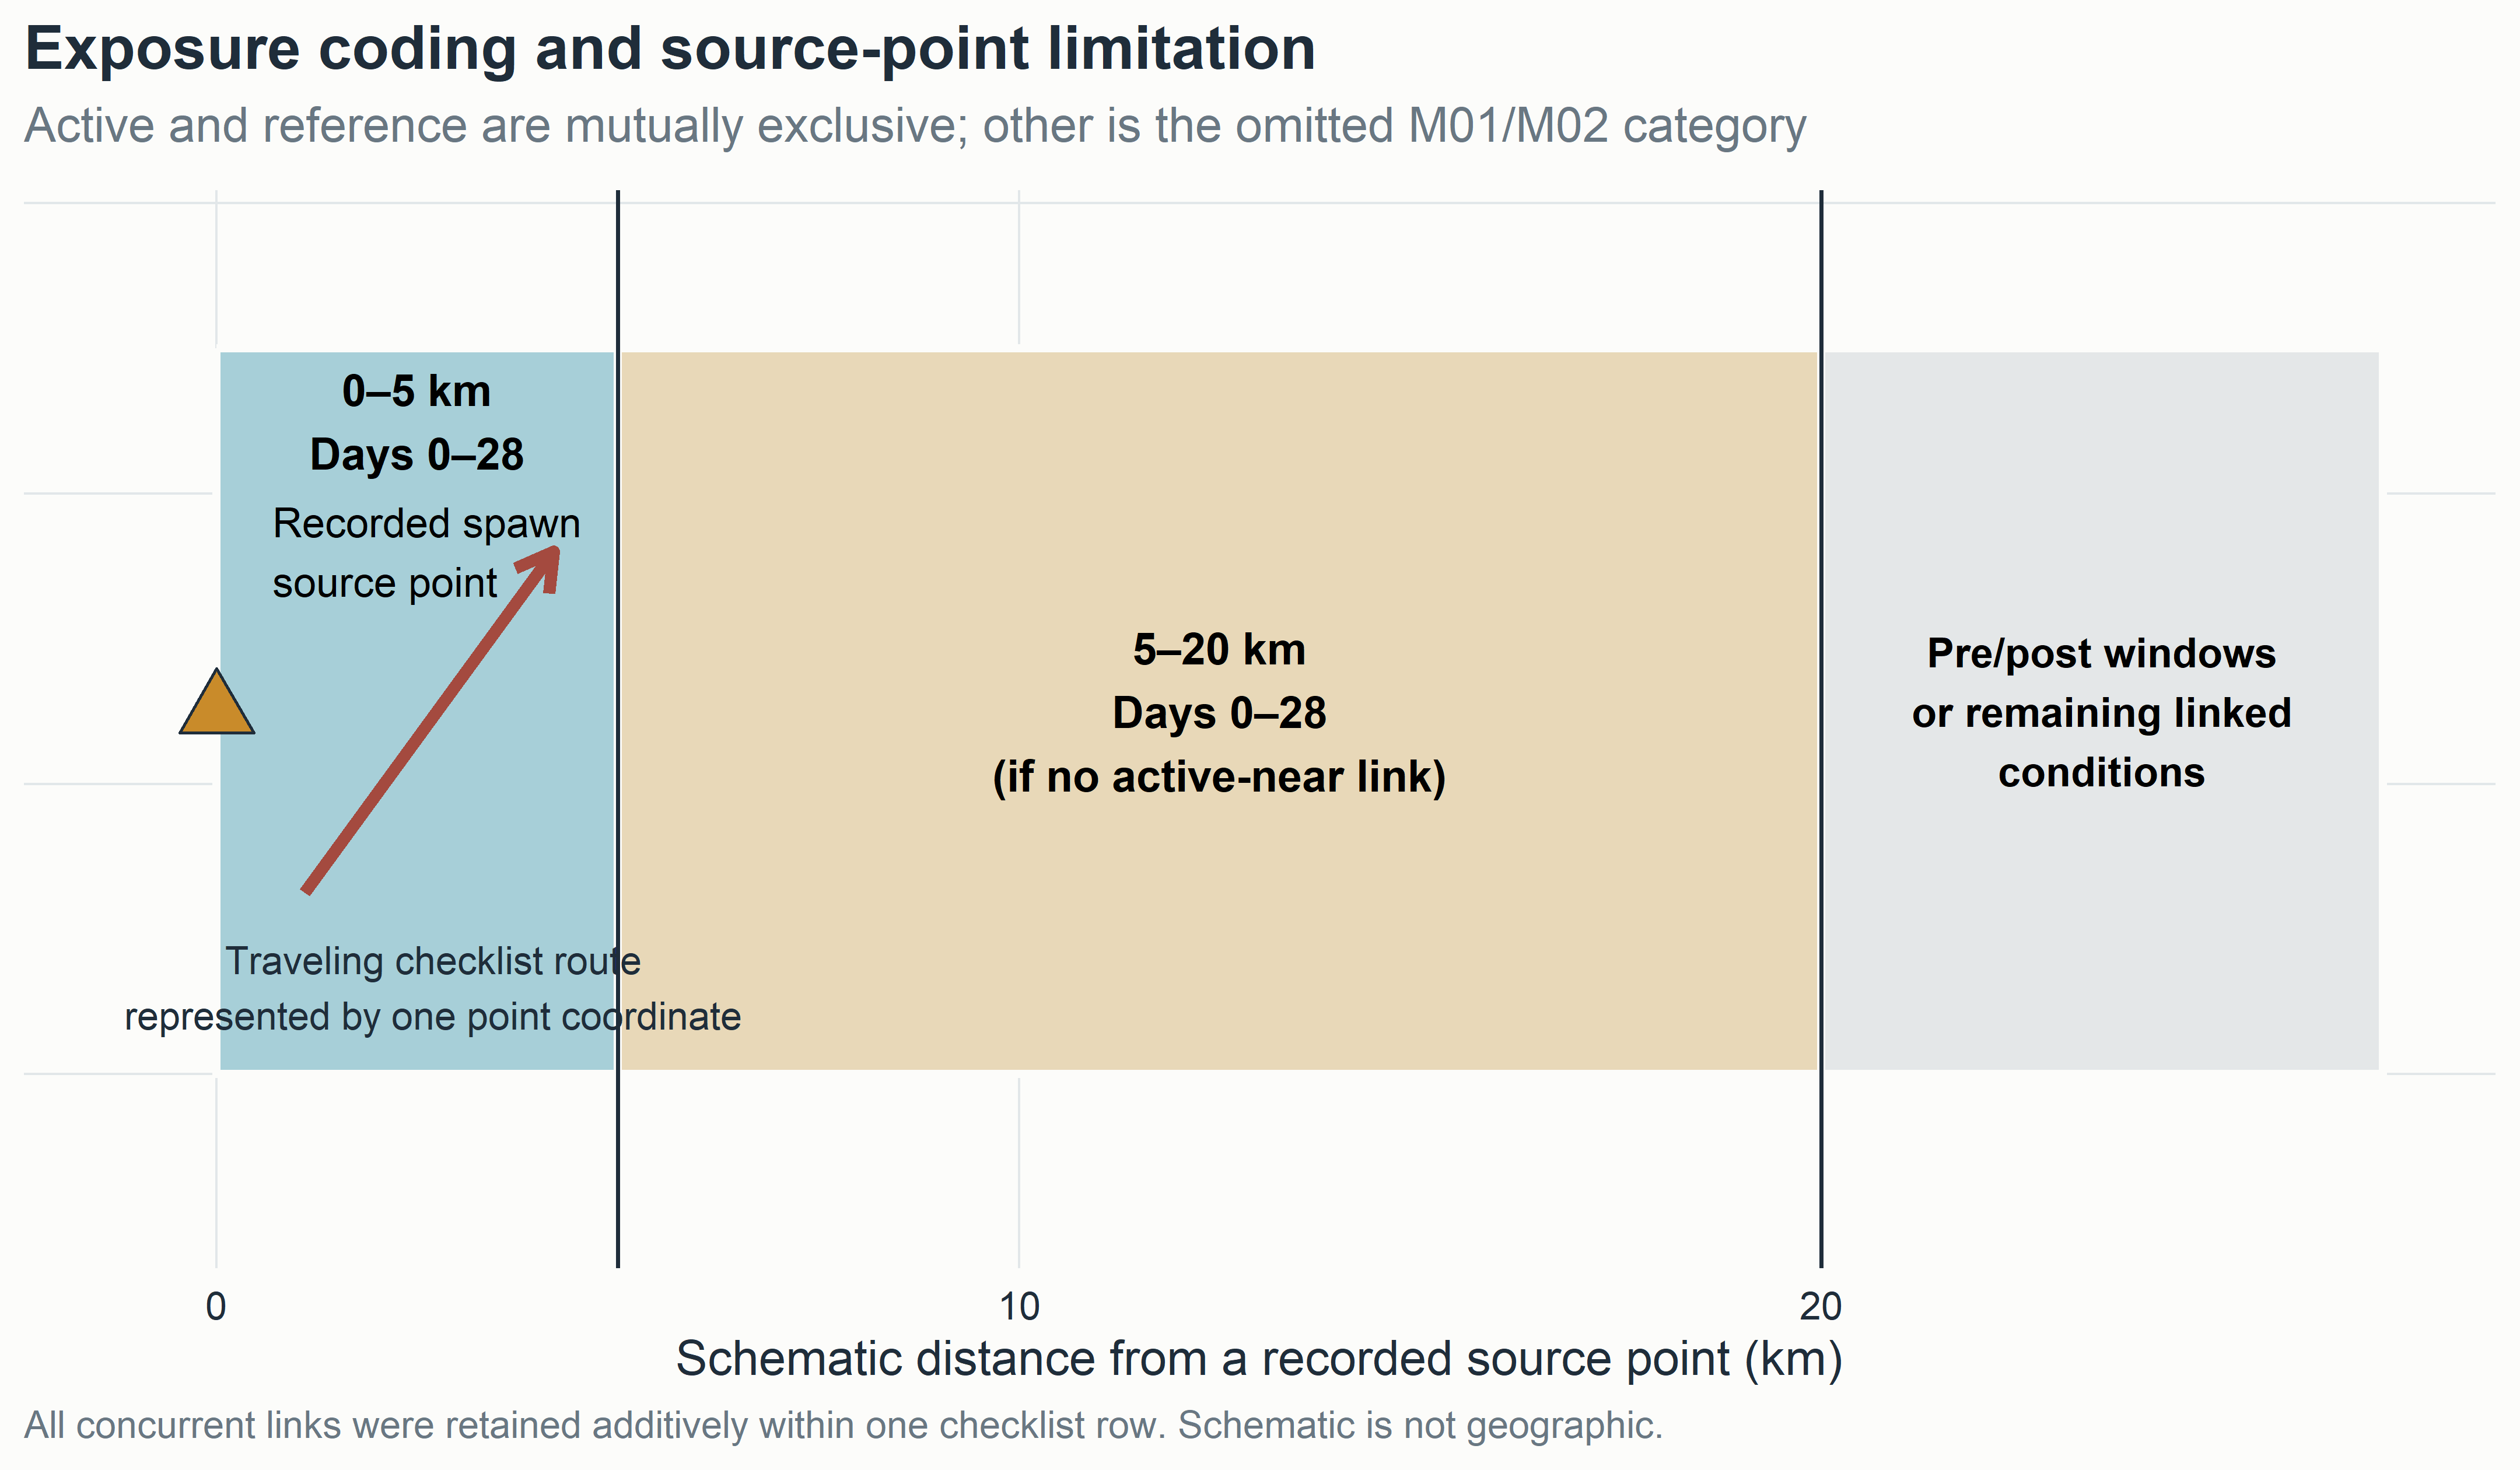 Exposure coding and source-point limitation
Active and reference are mutually exclusive; other is the omitted M01/M02 category
0–5 km
Days 0–28
Recorded spawn
source point
5–20 km
Days 0–28
(if no active-near link)
Pre/post windows
or remaining linked
conditions
Traveling checklist route
represented by one point coordinate
0
10
20
Schematic distance from a recorded source point (km)
All concurrent links were retained additively within one checklist row. Schematic is not geographic.